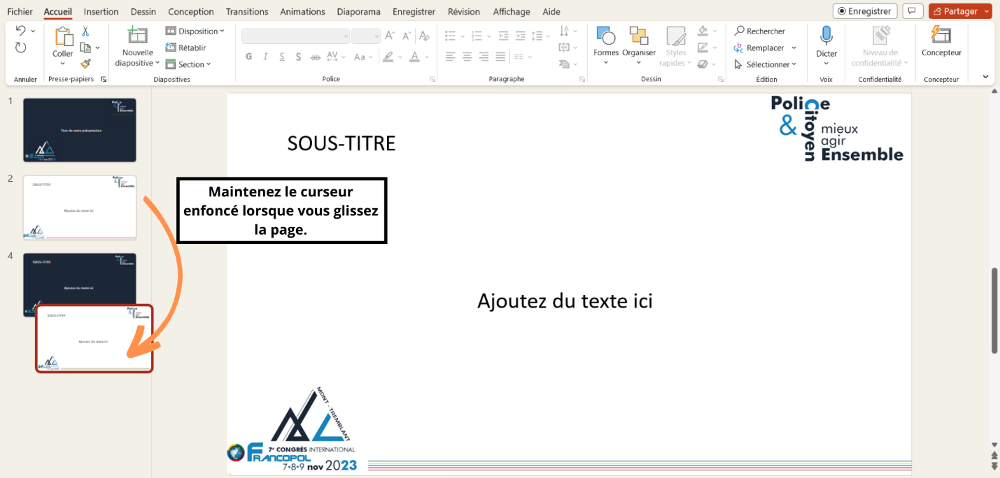 Fichier Accueil Insertion Dessin Conception Transitions Animations Diaporama Enregistrer Révision Affichage Aide
Enregistrer
Partager
Coller
Nouvelle diapositive
Disposition
Rétablir
Section
G I S S ab AV Aa A
Formes
Organiser
Styles rapides
Rechercher
Remplacer
Sélectionner
Dicter
Niveau de confidentialité
Concepteur
Annuler Presse-papiers Diapositives Police Paragraphe Dessin Édition Voix Confidentialité Concepteur
1
Titre de votre présentation
2
SOUS-TITRE
Ajoutez du texte ici
4
SOUS-TITRE
Ajoutez du texte ici
SOUS-TITRE
Ajoutez du texte ici
Maintenez le curseur
enfoncé lorsque vous glissez
la page.
SOUS-TITRE
Police
& Citoyen
mieux
agir
Ensemble
Ajoutez du texte ici
MONT-TREMBLANT
7e CONGRÈS INTERNATIONAL
FRANCOPOL
7•8•9 nov 2023